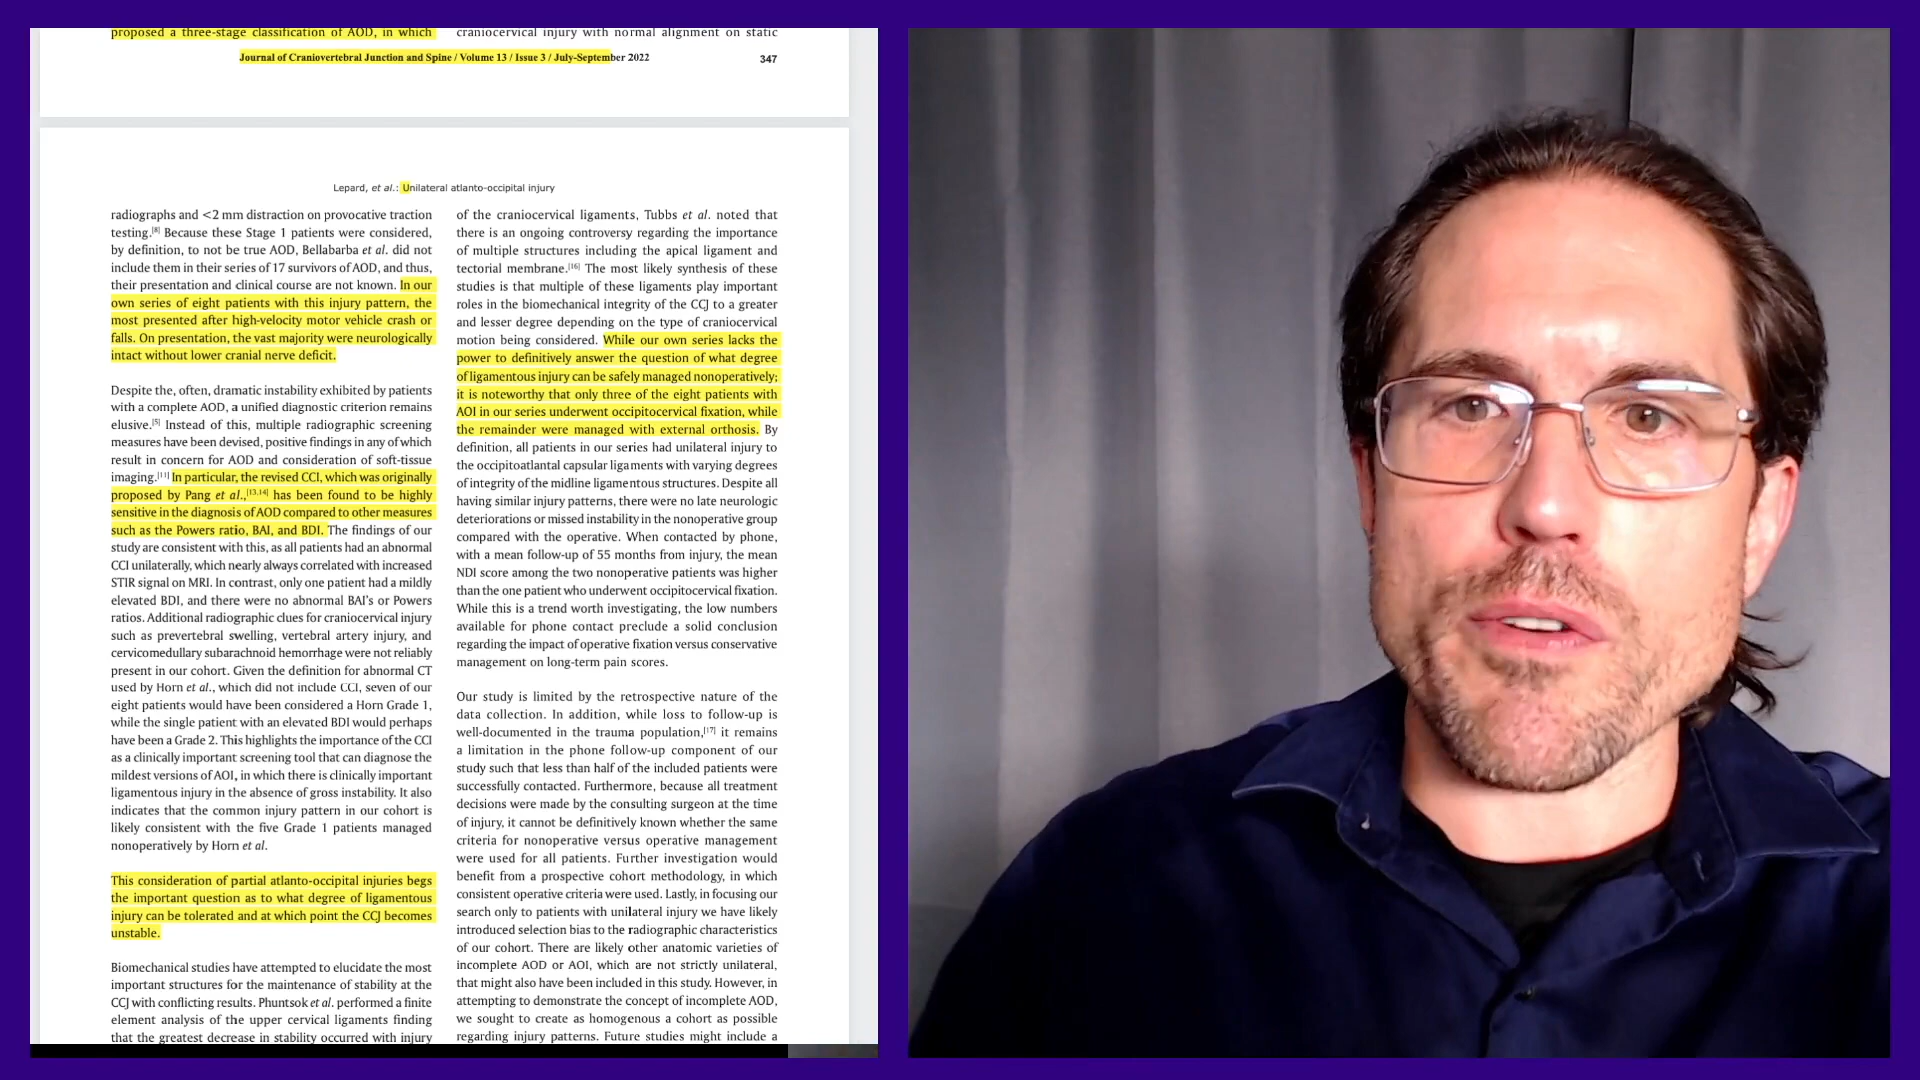 proposed a three-stage classification of AOD, in which
craniocervical injury with normal alignment on static
Journal of Craniovertebral Junction and Spine / Volume 13 / Issue 3 / July-September 2022
347
Lepard, et al.: Unilateral atlanto-occipital injury
radiographs and <2 mm distraction on provocative traction
testing.[8] Because these Stage 1 patients were considered,
by definition, to not be true AOD, Bellabarba et al. did not
include them in their series of 17 survivors of AOD, and thus,
their presentation and clinical course are not known. In our
own series of eight patients with this injury pattern, the
most presented after high-velocity motor vehicle crash or
falls. On presentation, the vast majority were neurologically
intact without lower cranial nerve deficit.
Despite the, often, dramatic instability exhibited by patients
with a complete AOD, a unified diagnostic criterion remains
elusive.[5] Instead of this, multiple radiographic screening
measures have been devised, positive findings in any of which
result in concern for AOD and consideration of soft-tissue
imaging.[11] In particular, the revised CCI, which was originally
proposed by Pang et al.,[13,14] has been found to be highly
sensitive in the diagnosis of AOD compared to other measures
such as the Powers ratio, BAI, and BDI. The findings of our
study are consistent with this, as all patients had an abnormal
CCI unilaterally, which nearly always correlated with increased
STIR signal on MRI. In contrast, only one patient had a mildly
elevated BDI, and there were no abnormal BAI's or Powers
ratios. Additional radiographic clues for craniocervical injury
such as prevertebral swelling, vertebral artery injury, and
cervicomedullary subarachnoid hemorrhage were not reliably
present in our cohort. Given the definition for abnormal CT
used by Horn et al., which did not include CCI, seven of our
eight patients would have been considered a Horn Grade 1,
while the single patient with an elevated BDI would perhaps
have been a Grade 2. This highlights the importance of the CCI
as a clinically important screening tool that can diagnose the
mildest versions of AOI, in which there is clinically important
ligamentous injury in the absence of gross instability. It also
indicates that the common injury pattern in our cohort is
likely consistent with the five Grade 1 patients managed
nonoperatively by Horn et al.
This consideration of partial atlanto-occipital injuries begs
the important question as to what degree of ligamentous
injury can be tolerated and at which point the CCJ becomes
unstable.
Biomechanical studies have attempted to elucidate the most
important structures for the maintenance of stability at the
CCJ with conflicting results. Phuntsok et al. performed a finite
element analysis of the upper cervical ligaments finding
that the greatest decrease in stability occurred with injury
of the craniocervical ligaments, Tubbs et al. noted that
there is an ongoing controversy regarding the importance
of multiple structures including the apical ligament and
tectorial membrane.[16] The most likely synthesis of these
studies is that multiple of these ligaments play important
roles in the biomechanical integrity of the CCJ to a greater
and lesser degree depending on the type of craniocervical
motion being considered. While our own series lacks the
power to definitively answer the question of what degree
of ligamentous injury can be safely managed nonoperatively;
it is noteworthy that only three of the eight patients with
AOI in our series underwent occipitocervical fixation, while
the remainder were managed with external orthosis. By
definition, all patients in our series had unilateral injury to
the occipitoatlantal capsular ligaments with varying degrees
of integrity of the midline ligamentous structures. Despite all
having similar injury patterns, there were no late neurologic
deteriorations or missed instability in the nonoperative group
compared with the operative. When contacted by phone,
with a mean follow-up of 55 months from injury, the mean
NDI score among the two nonoperative patients was higher
than the one patient who underwent occipitocervical fixation.
While this is a trend worth investigating, the low numbers
available for phone contact preclude a solid conclusion
regarding the impact of operative fixation versus conservative
management on long-term pain scores.
Our study is limited by the retrospective nature of the
data collection. In addition, while loss to follow-up is
well-documented in the trauma population,[17] it remains
a limitation in the phone follow-up component of our
study such that less than half of the included patients were
successfully contacted. Furthermore, because all treatment
decisions were made by the consulting surgeon at the time
of injury, it cannot be definitively known whether the same
criteria for nonoperative versus operative management
were used for all patients. Further investigation would
benefit from a prospective cohort methodology, in which
consistent operative criteria were used. Lastly, in focusing our
search only to patients with unilateral injury we have likely
introduced selection bias to the radiographic characteristics
of our cohort. There are likely other anatomic varieties of
incomplete AOD or AOI, which are not strictly unilateral,
that might also have been included in this study. However, in
attempting to demonstrate the concept of incomplete AOD,
we sought to create as homogenous a cohort as possible
regarding injury patterns. Future studies might include a